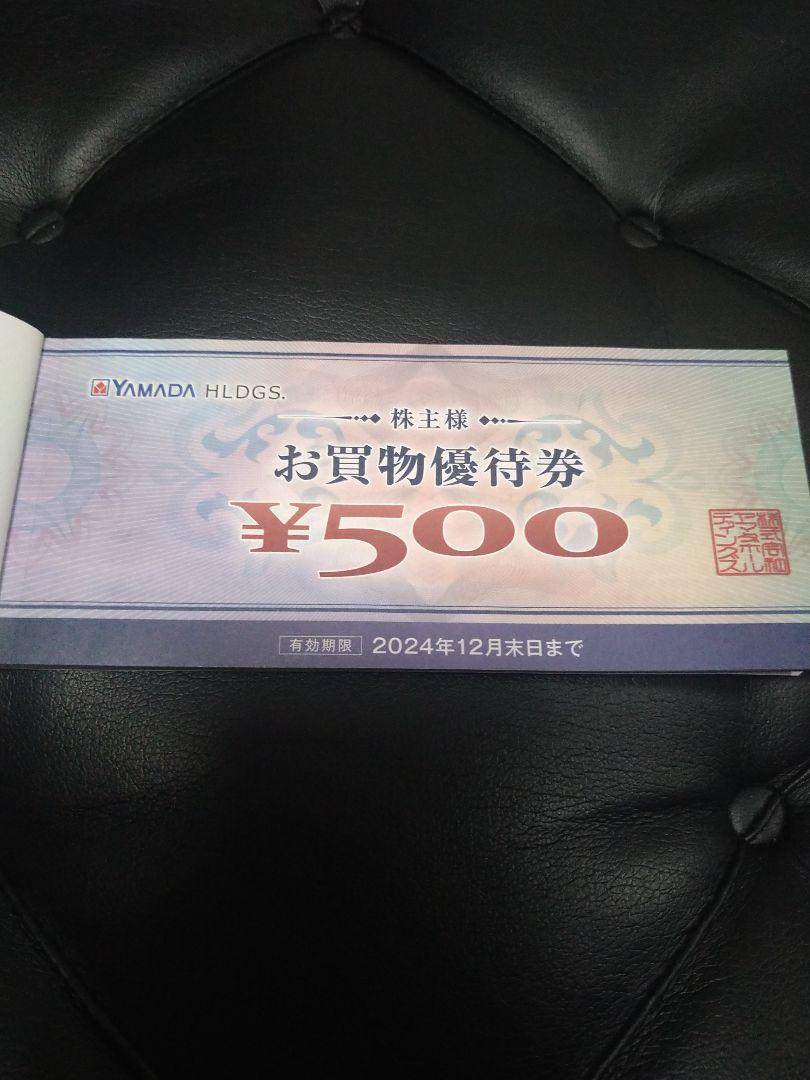 YAMADA HLDGS.
株主様
お買物優待券
¥500
株式会社
ヤマダホール
ディングス
有効期限 2024年12月末日まで